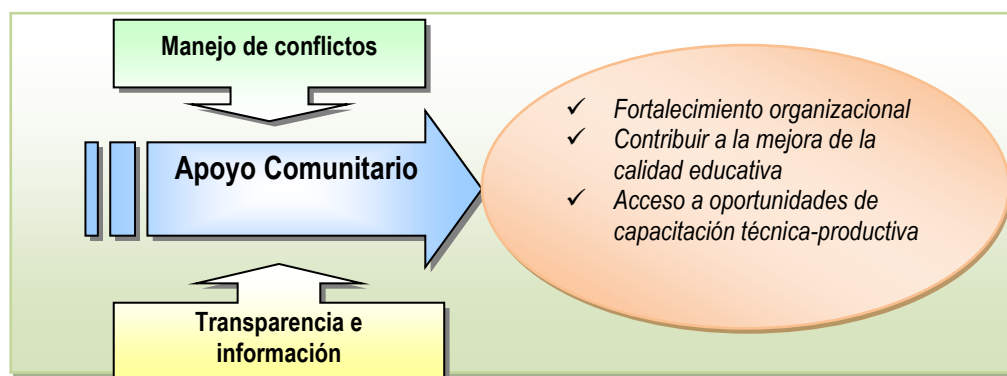 Manejo de conflictos
Apoyo Comunitario
✓ Fortalecimiento organizacional
✓ Contribuir a la mejora de la
calidad educativa
✓ Acceso a oportunidades de
capacitación técnica-productiva
Transparencia e
información